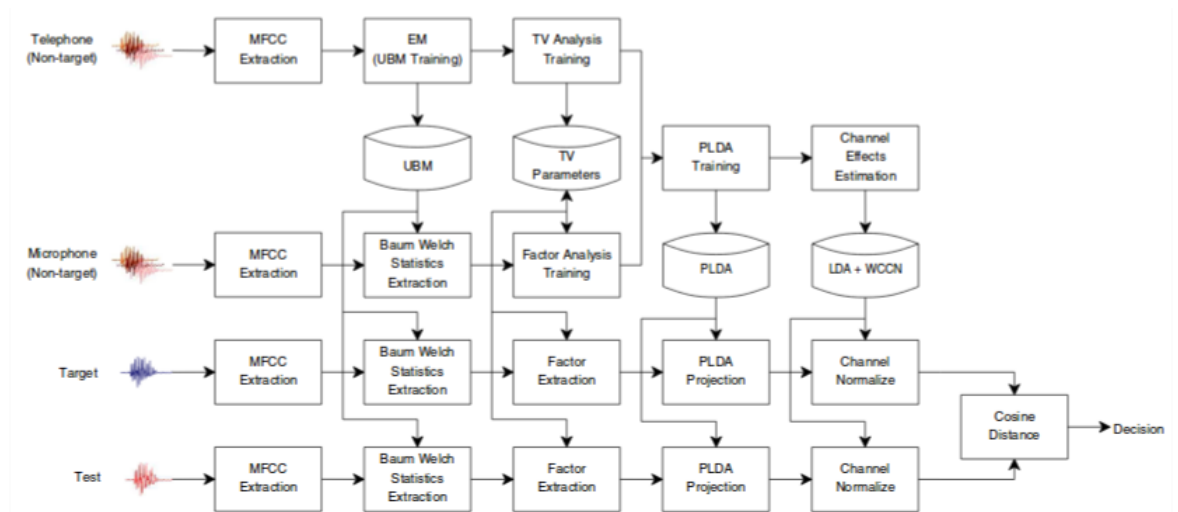 Telephone
(Non-target)
MFCC
Extraction
EM
(UBM Training)
TV Analysis
Training
UBM
TV
Parameters
PLDA
Training
Channel
Effects
Estimation
Microphone
(Non-target)
MFCC
Extraction
Baum Welch
Statistics
Extraction
Factor Analysis
Training
PLDA
LDA + WCCN
Target
MFCC
Extraction
Baum Welch
Statistics
Extraction
Factor
Extraction
PLDA
Projection
Channel
Normalize
Cosine
Distance
Decision
Test
MFCC
Extraction
Baum Welch
Statistics
Extraction
Factor
Extraction
PLDA
Projection
Channel
Normalize